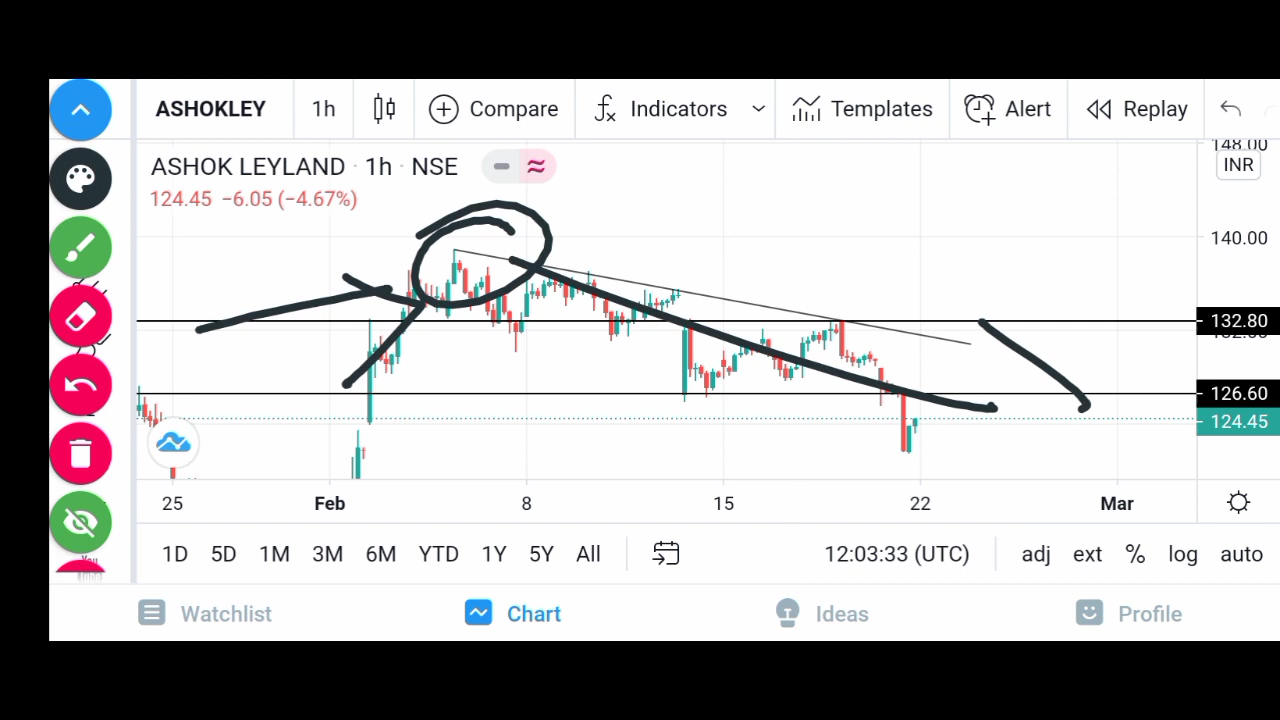 ASHOKLEY 1h Compare Indicators Templates Alert Replay
ASHOK LEYLAND · 1h · NSE
124.45 −6.05 (−4.67%)
148.00
INR
140.00
132.80
126.60
124.45
25 Feb 8 15 22 Mar
1D 5D 1M 3M 6M YTD 1Y 5Y All 12:03:33 (UTC) adj ext % log auto
Watchlist Chart Ideas Profile